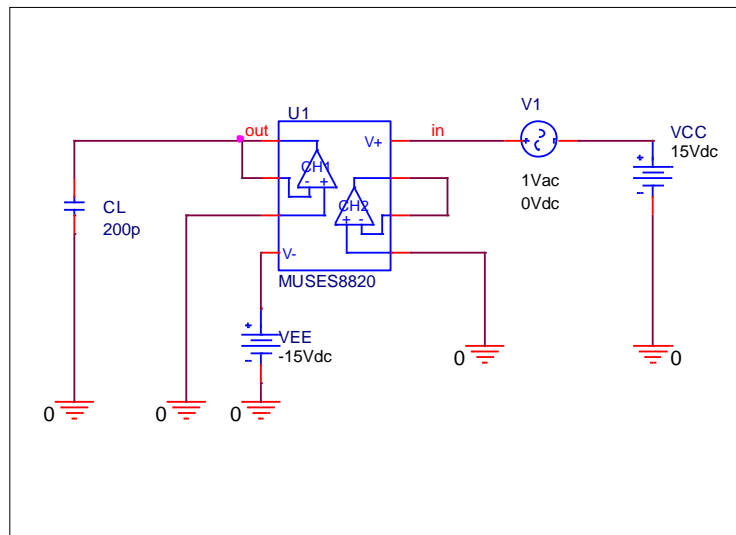 U1
V1
out
V+
in
VCC
15Vdc
+
CH1
- +
+ -
1Vac
0Vdc
+
-
CL
200p
CH2
+ -
V-
MUSES8820
+
VEE
-15Vdc
-
0
0
0
0
0